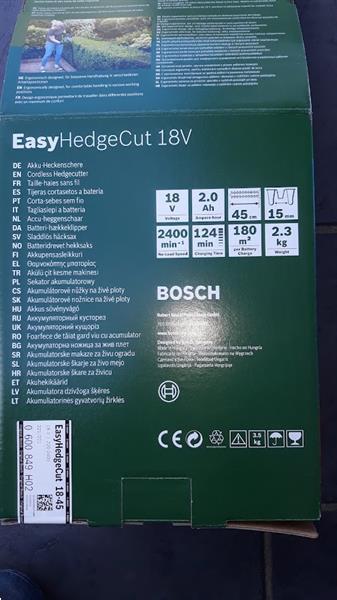 EasyHedgeCut 18V
DE Akku-Heckenschere
EN Cordless Hedgecutter
FR Taille-haies sans fil
ES Tijeras cortasetos a batería
PT Corta-sebes sem fio
IT Tagliasiepi a batteria
NL Accu-heggenschaar
DA Batteri-hækkeklipper
SV Sladdlös häcksax
NO Batteridrevet hekksaks
FI Akkupensasleikkuri
EL Θαμνοκόπτης μπαταρίας
TR Akülü çit kesme makinesi
PL Sekator akumulatorowy
CS Akumulátorové nůžky na živé ploty
SK Akumulátorové nožnice na živé ploty
HU Akkus sövényvágó
RU Аккумуляторный кусторез
UK Акумуляторний кущоріз
RO Foarfece de tăiat gard viu cu acumulator
BG Акумулаторна ножица за жив плет
SR Akumulatorske makaze za živu ogradu
SL Akumulatorske škarje za živo mejo
HR Akumulatorske škare za živicu
ET Akuhekikäärid
LV Akumulatora dzīvžoga šķēres
LT Akumuliatorinės gyvatvorių žirklės
18 V
Voltage
2.0 Ah
Ampere-hour
45 cm
15 mm
2400 min-1
No-Load Speed
124 min
Charging Time
180 m²
per Battery Charge
2.3 kg
Weight
BOSCH
BOSCH
CE
3.5 kg
EasyHedgeCut 18-45
0 600 849 H02